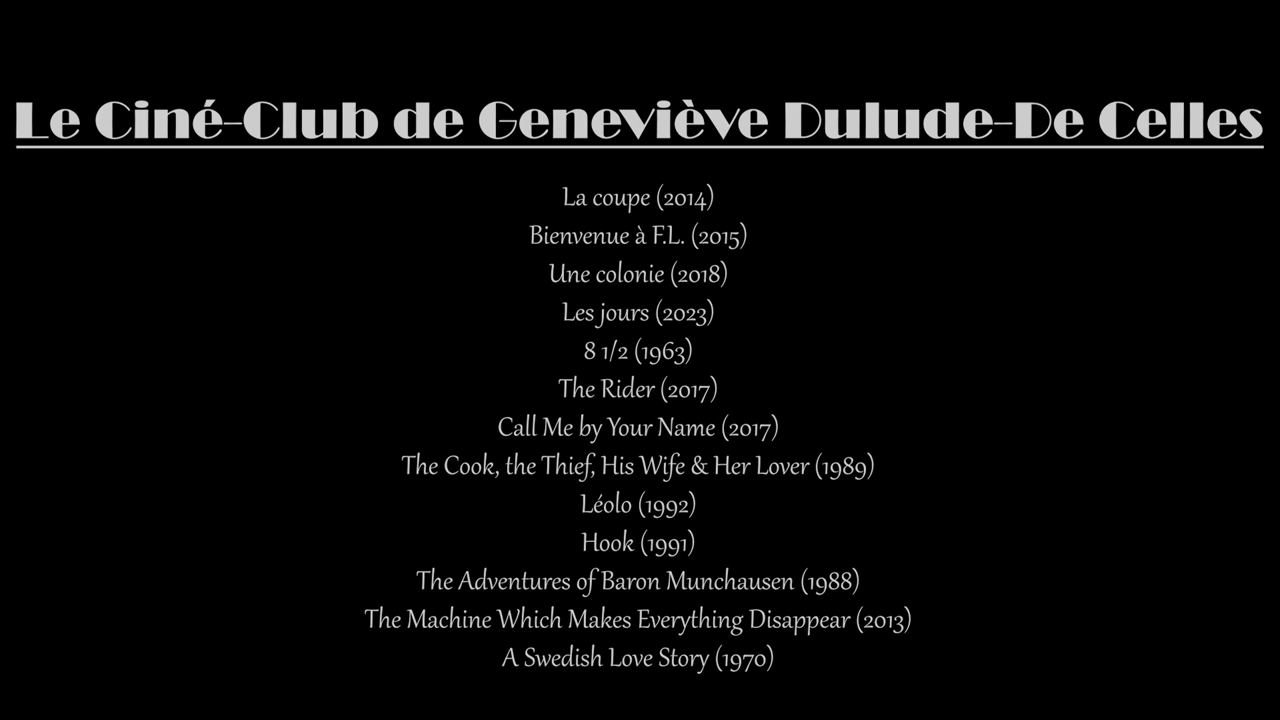 Le Ciné-Club de Geneviève Dulude-De Celles
La coupe (2014)
Bienvenue à F.L. (2015)
Une colonie (2018)
Les jours (2023)
8 1/2 (1963)
The Rider (2017)
Call Me by Your Name (2017)
The Cook, the Thief, His Wife & Her Lover (1989)
Léolo (1992)
Hook (1991)
The Adventures of Baron Munchausen (1988)
The Machine Which Makes Everything Disappear (2013)
A Swedish Love Story (1970)